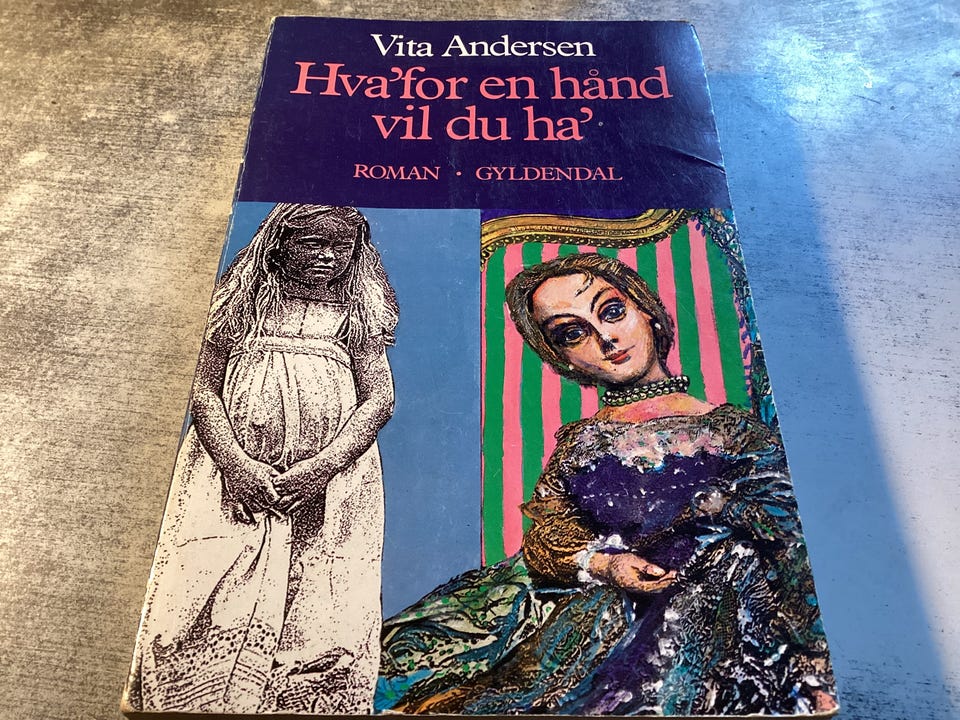 Vita Andersen
Hva'for en hånd
vil du ha'
ROMAN · GYLDENDAL